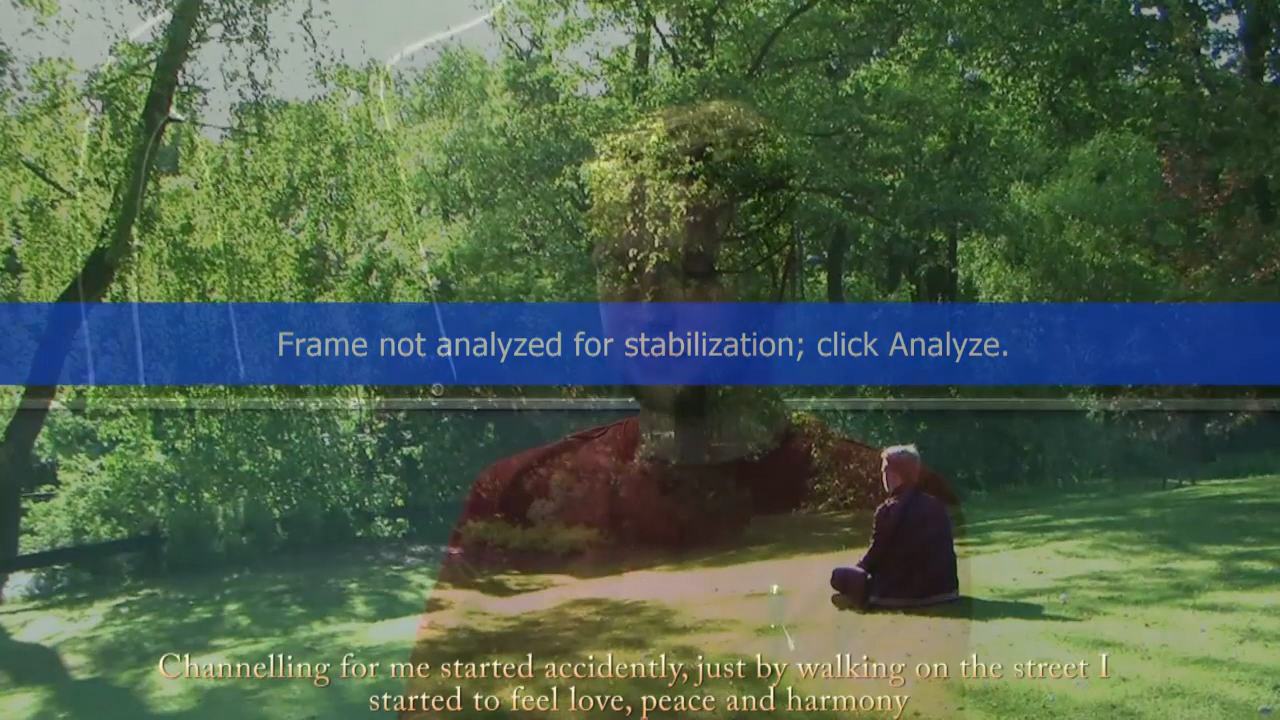 Frame not analyzed for stabilization; click Analyze.
Channelling for me started accidently, just by walking on the street I
started to feel love, peace and harmony